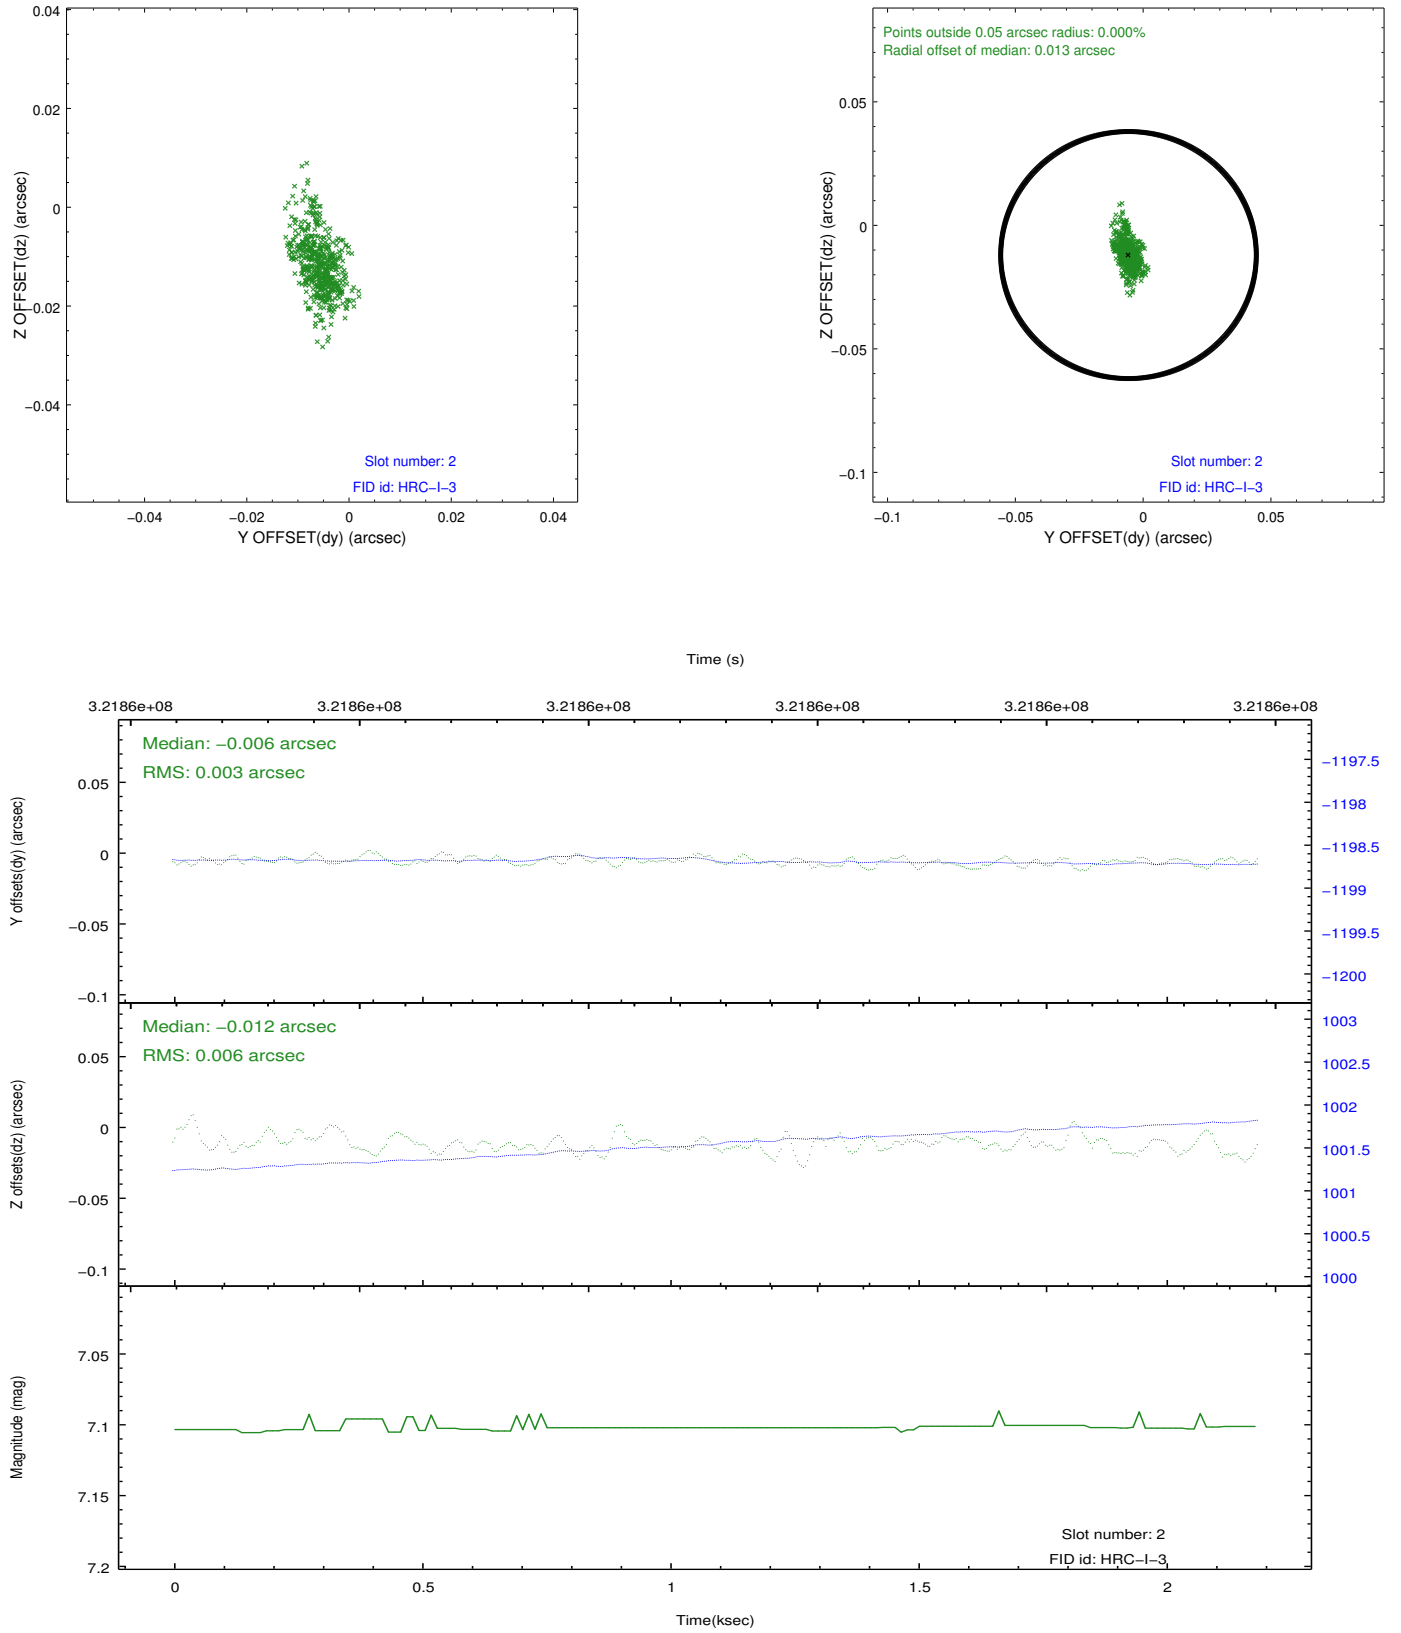 0.04
0.02
0
−0.02
−0.04
Z OFFSET(dz) (arcsec)
Slot number: 2
FID id: HRC−I−3
−0.04
−0.02
0
0.02
0.04
Y OFFSET(dy) (arcsec)
Points outside 0.05 arcsec radius: 0.000%
Radial offset of median: 0.013 arcsec
0.05
0
−0.05
−0.1
Z OFFSET(dz) (arcsec)
Slot number: 2
FID id: HRC−I−3
−0.1
−0.05
0
0.05
Y OFFSET(dy) (arcsec)
Time (s)
3.2186e+08
3.2186e+08
3.2186e+08
3.2186e+08
3.2186e+08
3.2186e+08
Median: −0.006 arcsec
RMS: 0.003 arcsec
0.05
0
−0.05
−0.1
Y offsets(dy) (arcsec)
−1197.5
−1198
−1198.5
−1199
−1199.5
−1200
Median: −0.012 arcsec
RMS: 0.006 arcsec
0.05
0
−0.05
−0.1
Z offsets(dz) (arcsec)
1003
1002.5
1002
1001.5
1001
1000.5
1000
7.05
7.1
7.15
7.2
Magnitude (mag)
Slot number: 2
FID id: HRC−I−3
0
0.5
1
1.5
2
Time(ksec)